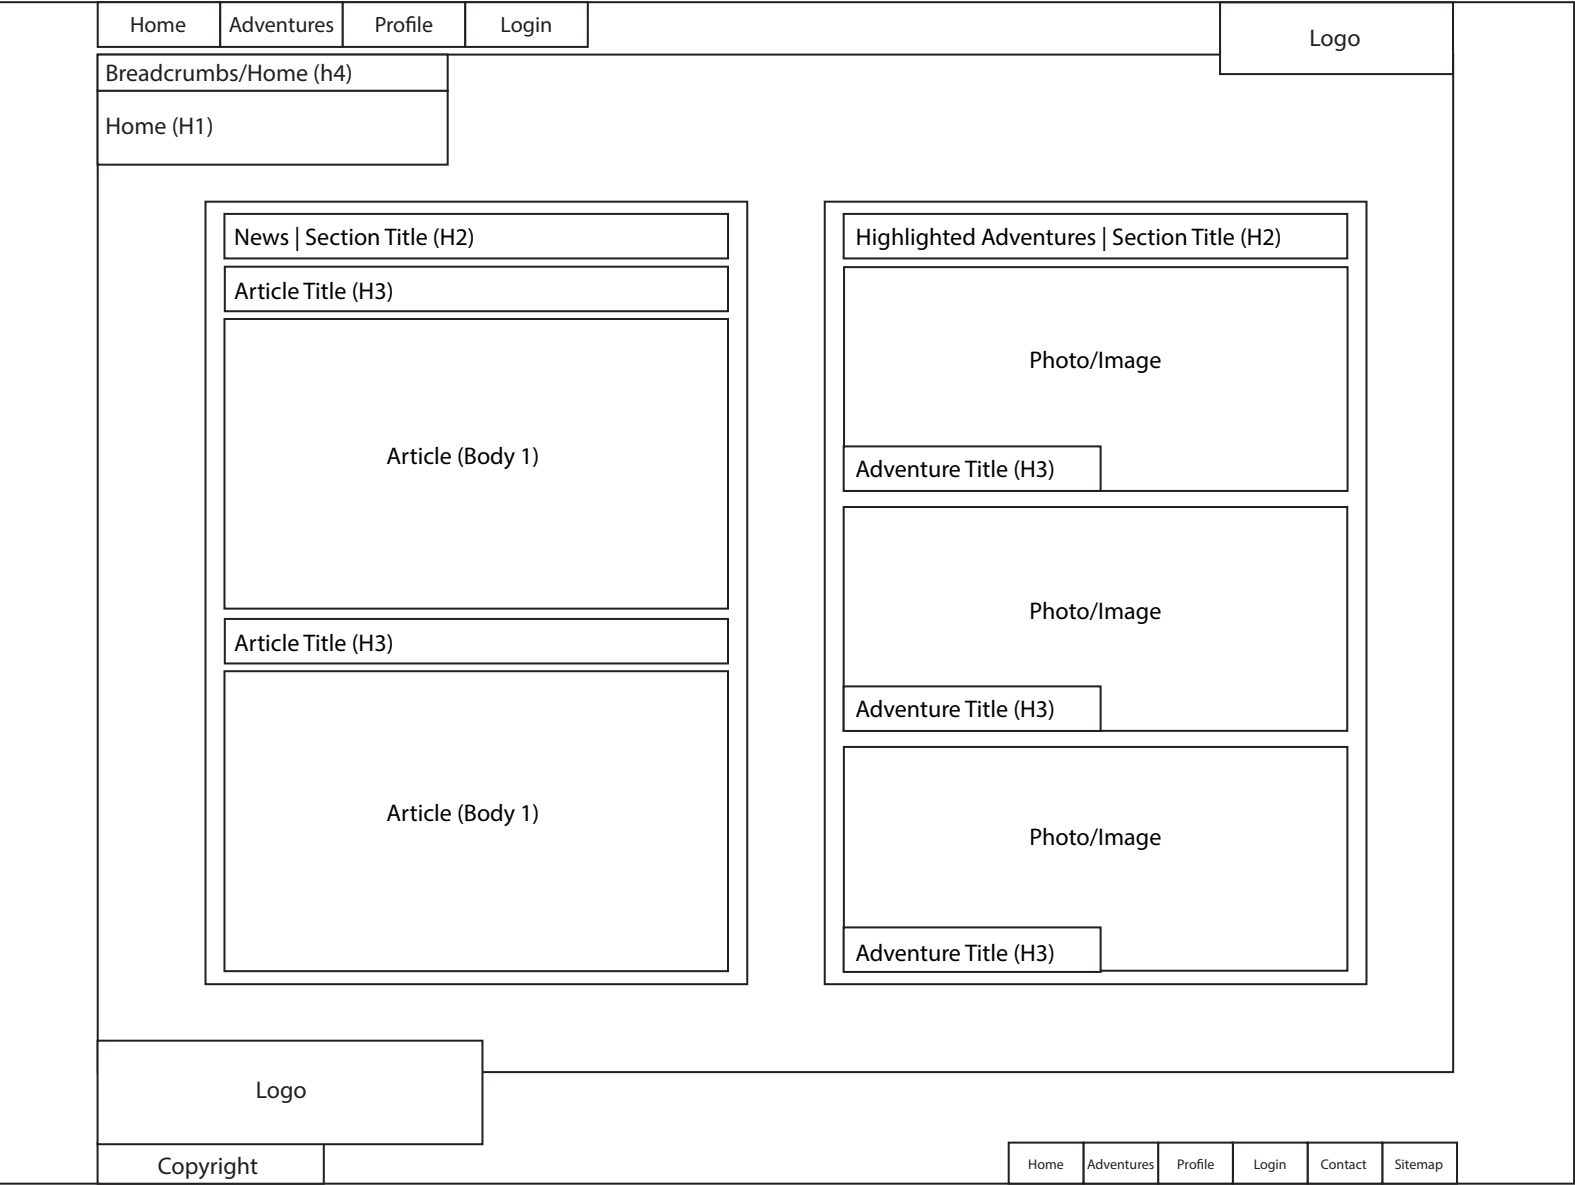 Home
Adventures
Profile
Login
Logo
Breadcrumbs/Home (h4)
Home (H1)
News | Section Title (H2)
Article Title (H3)
Article (Body 1)
Article Title (H3)
Article (Body 1)
Highlighted Adventures | Section Title (H2)
Photo/Image
Adventure Title (H3)
Photo/Image
Adventure Title (H3)
Photo/Image
Adventure Title (H3)
Logo
Copyright
Home
Adventures
Profile
Login
Contact
Sitemap